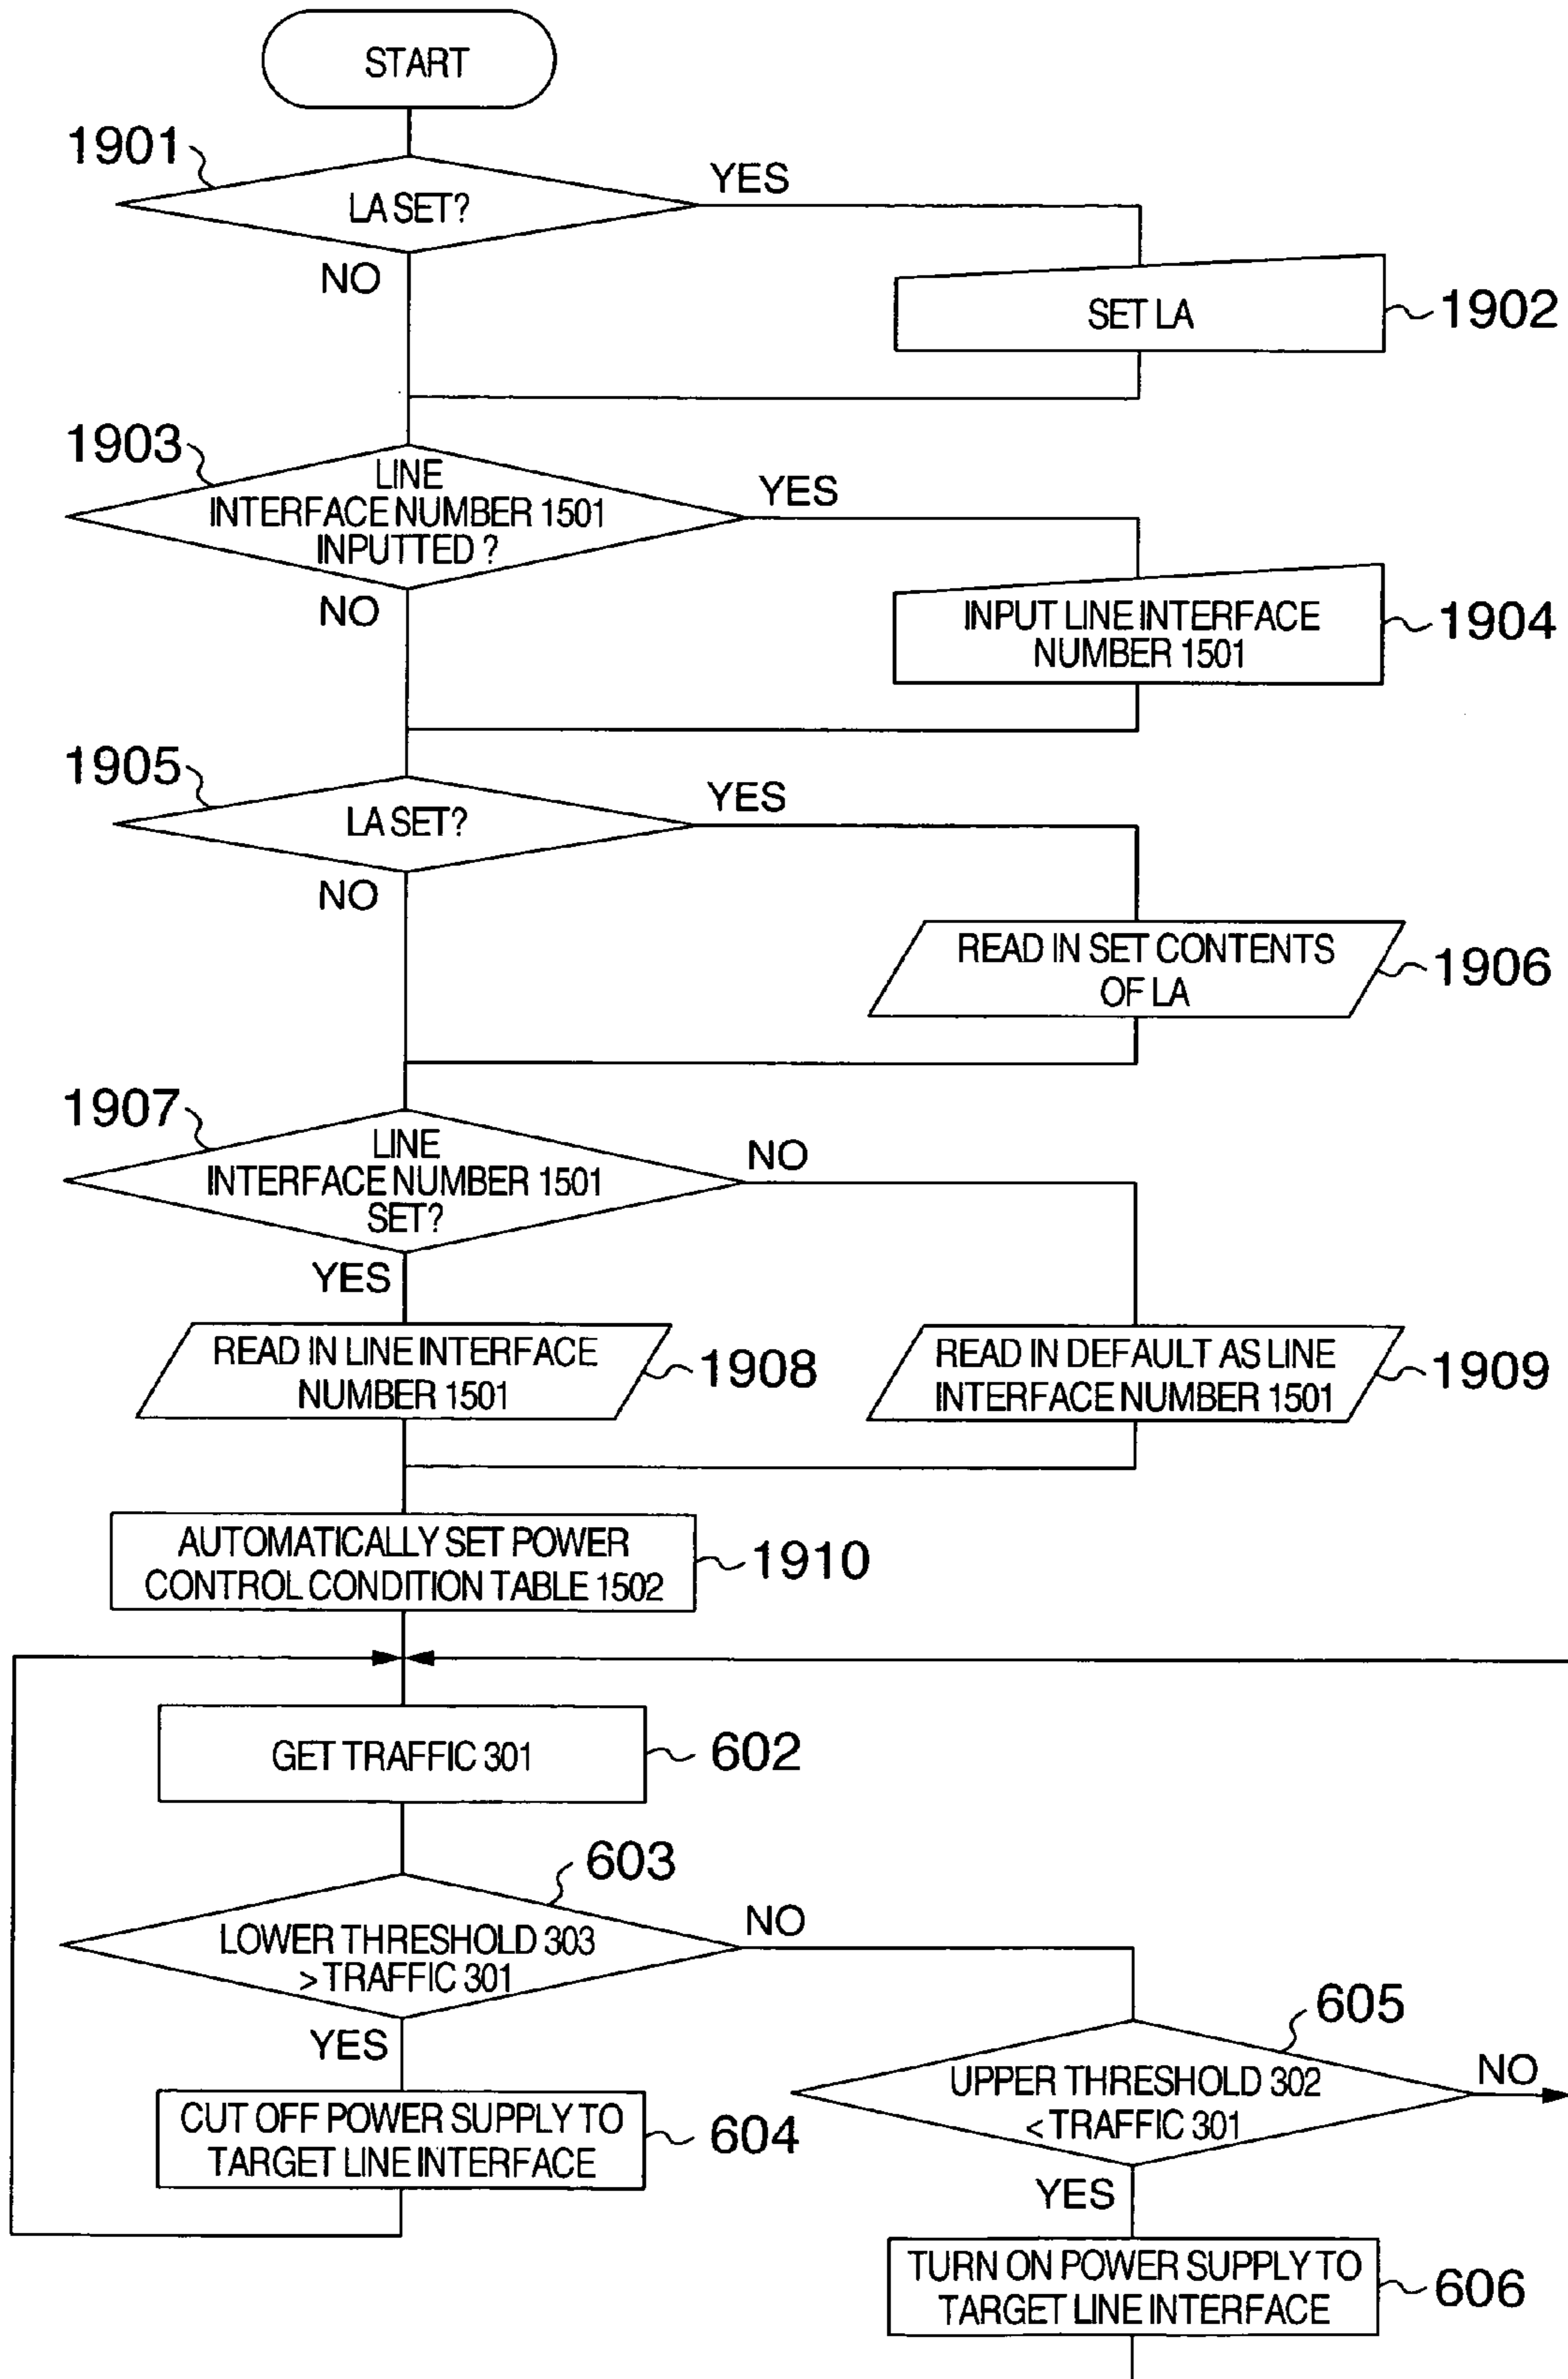 START
1901
LA SET?
YES
NO
SET LA
1902
1903
LINE
INTERFACE NUMBER 1501
INPUTTED ?
YES
NO
INPUT LINE INTERFACE
NUMBER 1501
1904
1905
LA SET?
YES
NO
READ IN SET CONTENTS
OF LA
1906
1907
LINE
INTERFACE NUMBER 1501
SET?
NO
YES
READ IN LINE INTERFACE
NUMBER 1501
1908
READ IN DEFAULT AS LINE
INTERFACE NUMBER 1501
1909
AUTOMATICALLY SET POWER
CONTROL CONDITION TABLE 1502
1910
GET TRAFFIC 301
602
603
LOWER THRESHOLD 303
> TRAFFIC 301
NO
YES
605
UPPER THRESHOLD 302
< TRAFFIC 301
NO
YES
CUT OFF POWER SUPPLY TO
TARGET LINE INTERFACE
604
TURN ON POWER SUPPLY TO
TARGET LINE INTERFACE
606